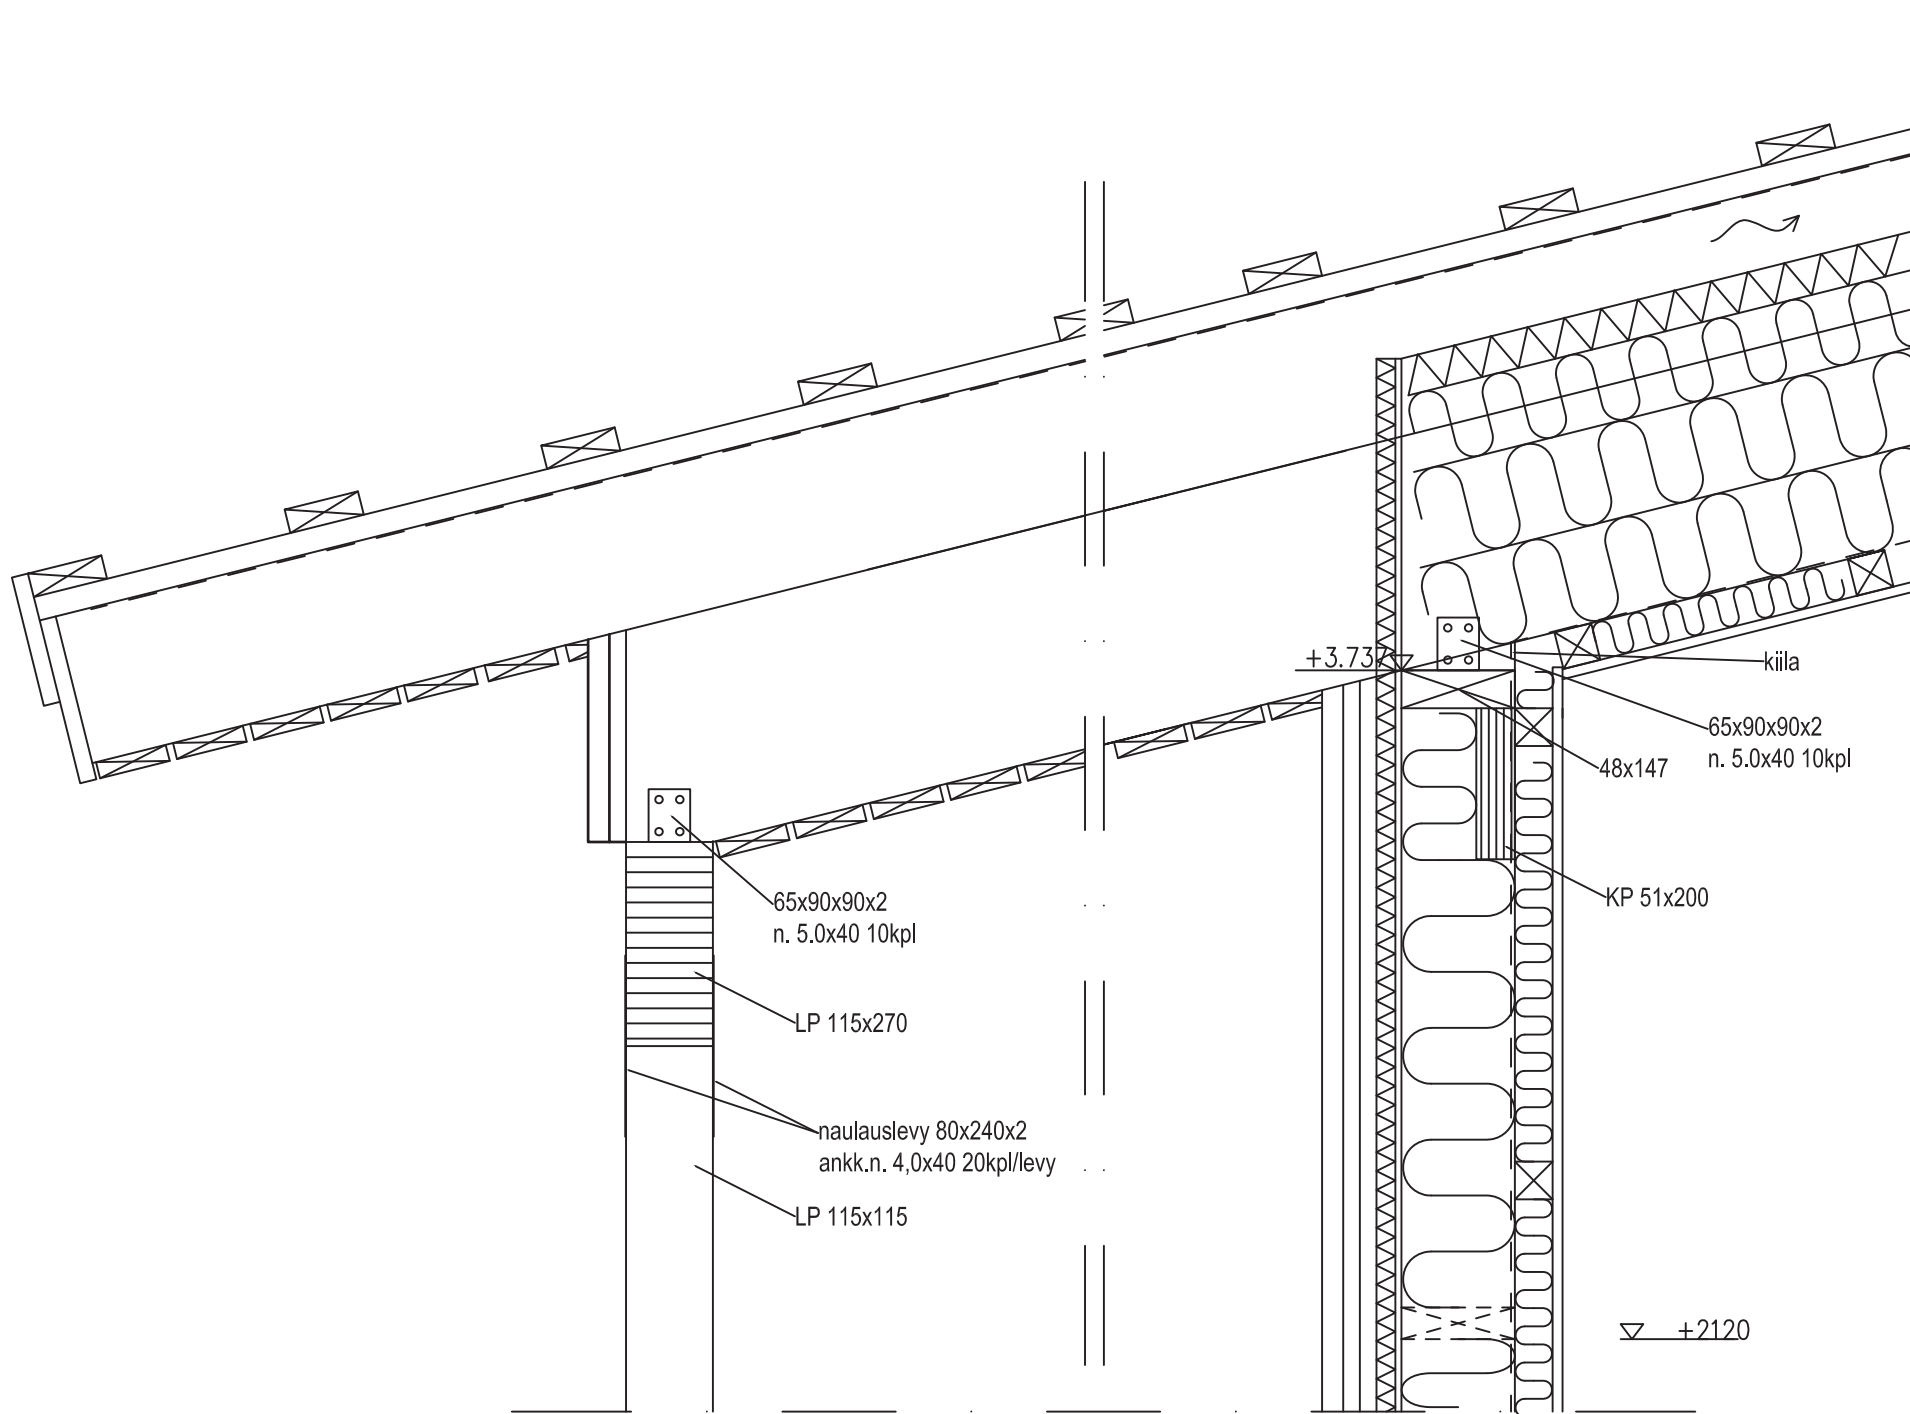 +3.737
kiila
65x90x90x2
n. 5.0x40 10kpl
48x147
KP 51x200
65x90x90x2
n. 5.0x40 10kpl
LP 115x270
naulauslevy 80x240x2
ankk.n. 4,0x40 20kpl/levy
LP 115x115
+2120